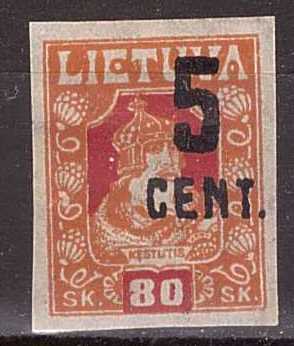 LIETUVA
5
CENT.
KESTUTIS
SK. 80 SK.